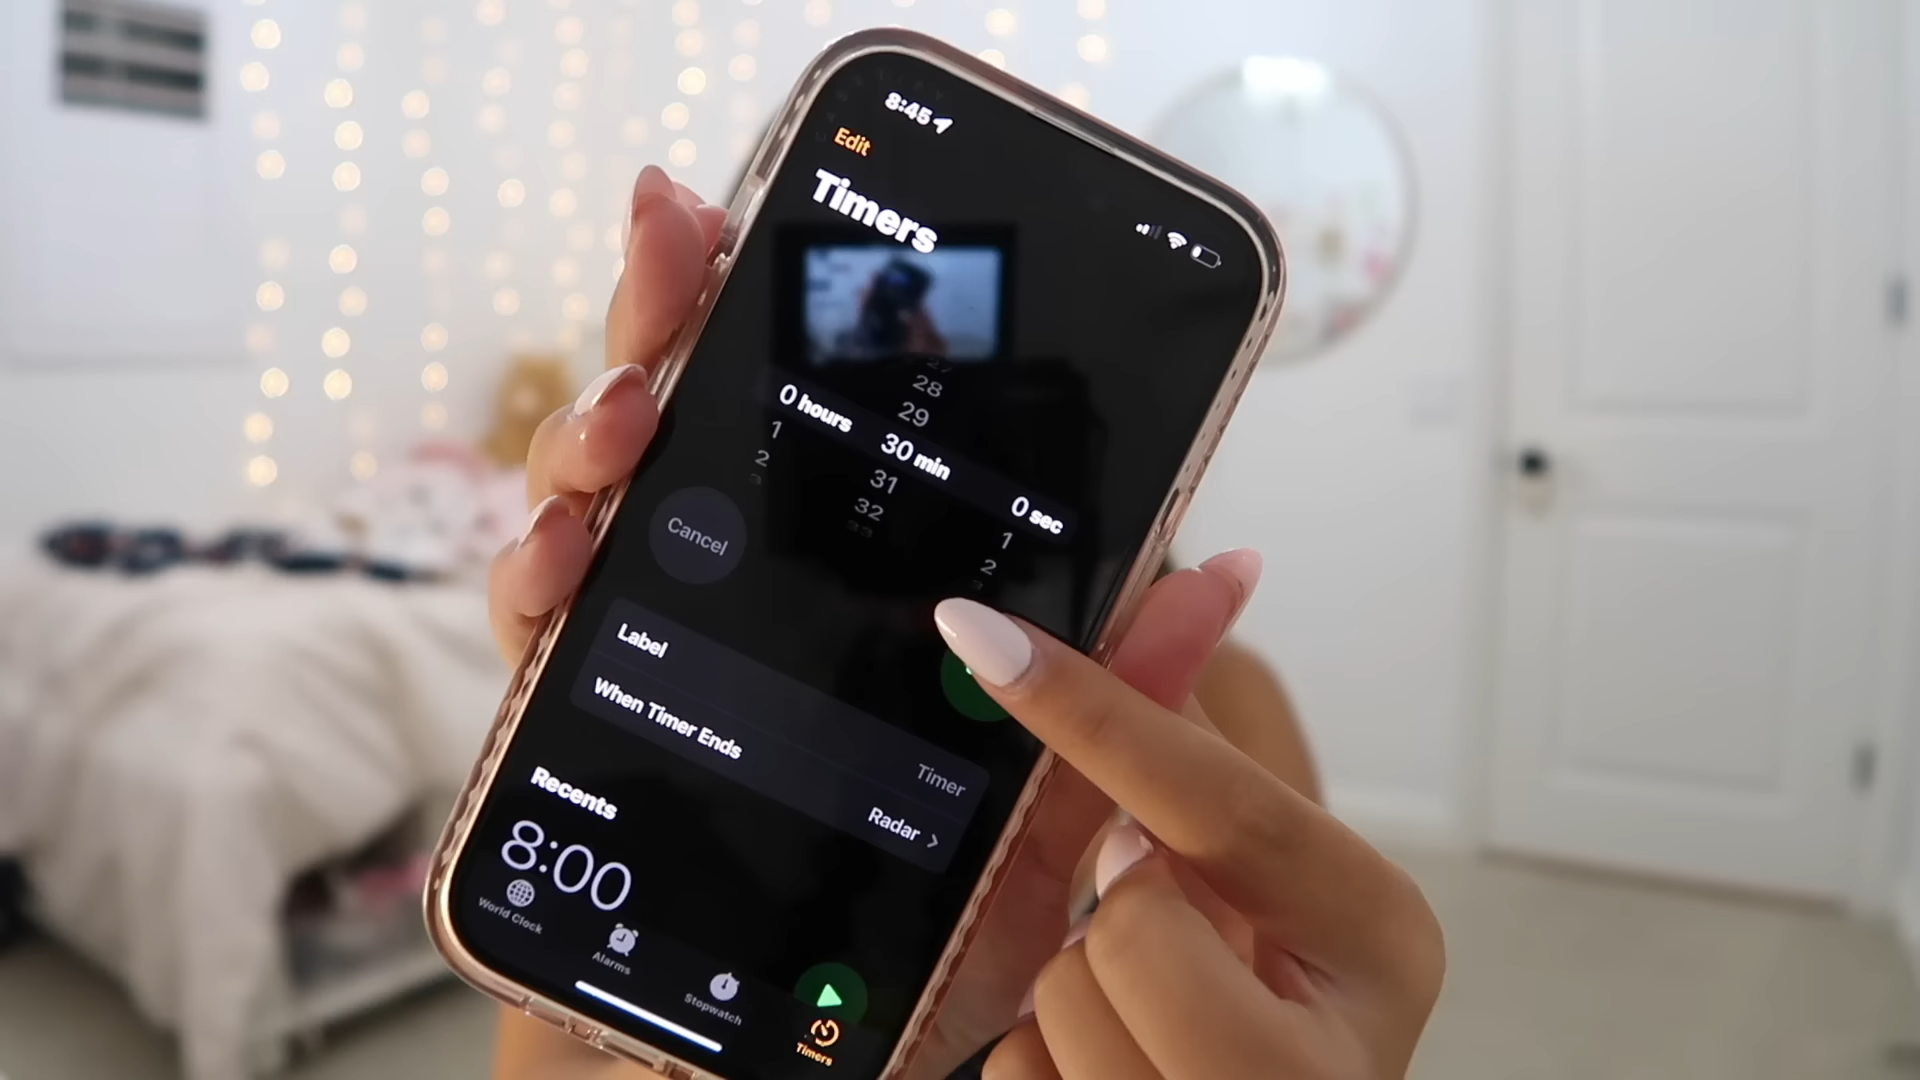 8:45
Edit
Timers
28
29
0 hours 30 min 0 sec
1 31 1
2 32 2
Cancel
Label Timer
When Timer Ends Radar
Recents
8:00
World Clock
Alarms
Stopwatch
Timers